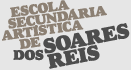 ESCOLA
SECUNDÁRIA
ARTÍSTICA
DE SOARES
DOS REIS